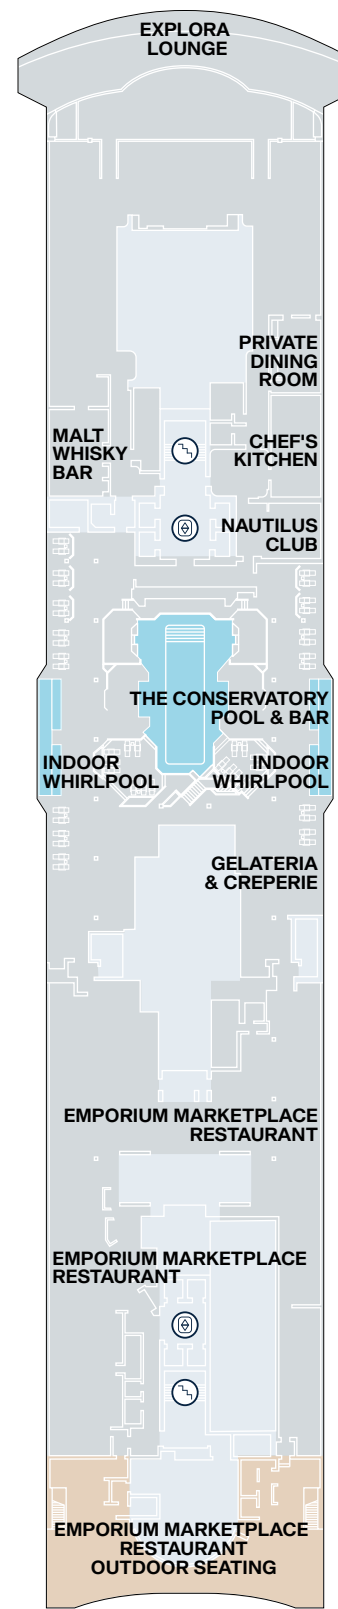 EXPLORA
LOUNGE
PRIVATE
DINING
ROOM
MALT
WHISKY
BAR
CHEF'S
KITCHEN
NAUTILUS
CLUB
THE CONSERVATORY
POOL & BAR
INDOOR
WHIRLPOOL
INDOOR
WHIRLPOOL
GELATERIA
& CREPERIE
EMPORIUM MARKETPLACE
RESTAURANT
EMPORIUM MARKETPLACE
RESTAURANT
EMPORIUM MARKETPLACE
RESTAURANT
OUTDOOR SEATING